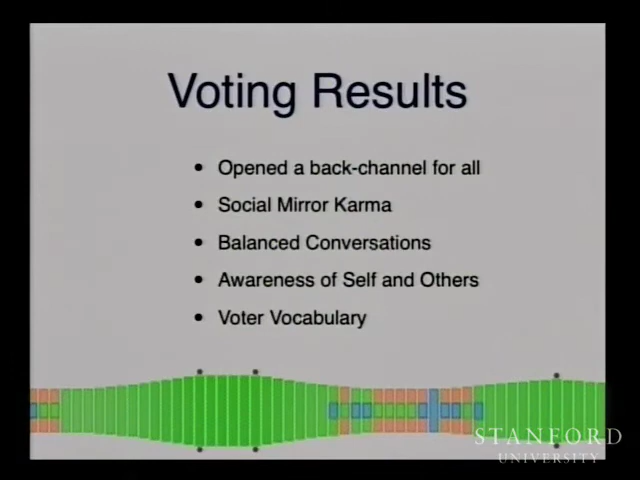 Voting Results
• Opened a back-channel for all
• Social Mirror Karma
• Balanced Conversations
• Awareness of Self and Others
• Voter Vocabulary
STANFORD
UNIVERSITY